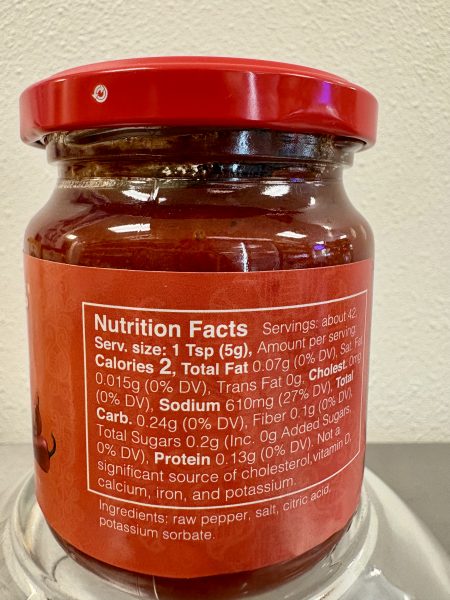 Nutrition Facts Servings: about 42,
Serv. size: 1 Tsp (5g), Amount per serving:
Calories 2, Total Fat 0.07g (0% DV), Sat. Fat
0.015g (0% DV), Trans Fat 0g, Cholest. 0mg
(0% DV), Sodium 610mg (27% DV), Total
Carb. 0.24g (0% DV), Fiber 0.1g (0% DV),
Total Sugars 0.2g (Inc. 0g Added Sugars,
0% DV), Protein 0.13g (0% DV). Not a
significant source of cholesterol, vitamin D,
calcium, iron, and potassium.
Ingredients: raw pepper, salt, citric acid,
potassium sorbate.